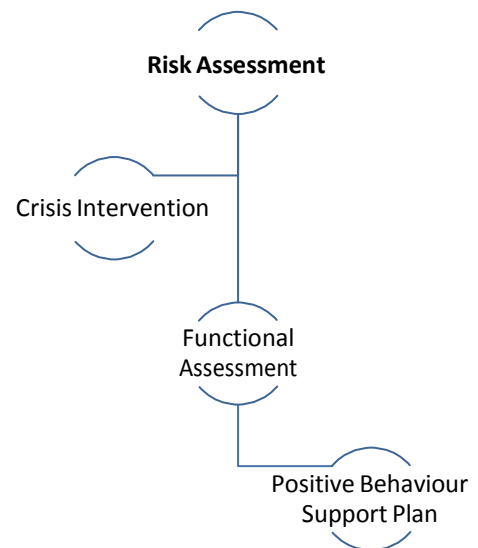 Risk Assessment
Crisis Intervention
Functional
Assessment
Positive Behaviour
Support Plan